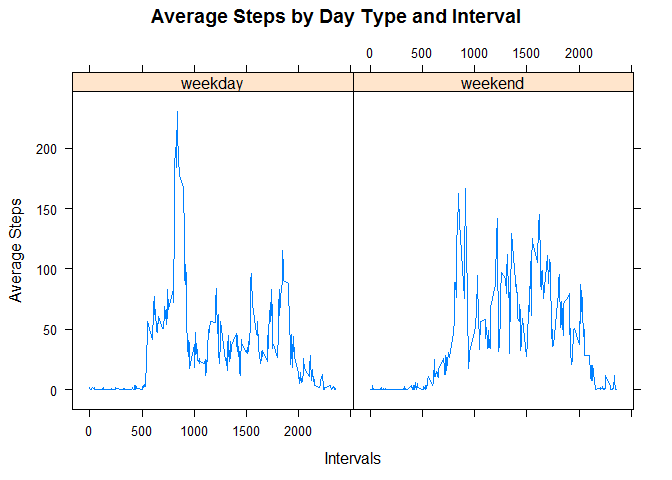 Average Steps by Day Type and Interval
0 500 1000 1500 2000
weekday weekend
200
150
100
50
0
Average Steps
0 500 1000 1500 2000
Intervals